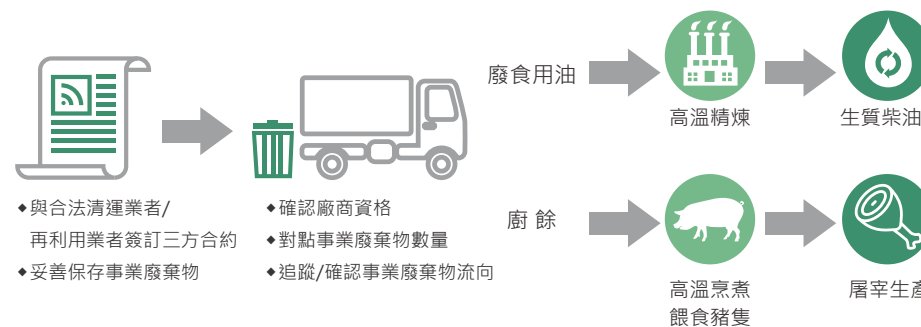 ◆與合法清運業者/
再利用業者簽訂三方合約
◆妥善保存事業廢棄物
◆確認廠商資格
◆對點事業廢棄物數量
◆追蹤/確認事業廢棄物流向
廢食用油
高溫精煉
生質柴油
廚 餘
高溫烹煮
餵食豬隻
屠宰生產